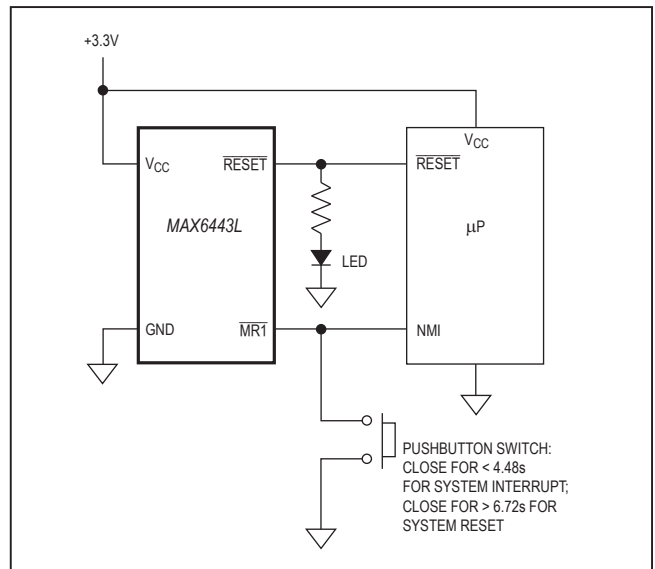 +3.3V
VCC
VCC
RESET
RESET
MAX6443L
µP
LED
GND
MR1
NMI
PUSHBUTTON SWITCH:
CLOSE FOR < 4.48s
FOR SYSTEM INTERRUPT;
CLOSE FOR > 6.72s FOR
SYSTEM RESET